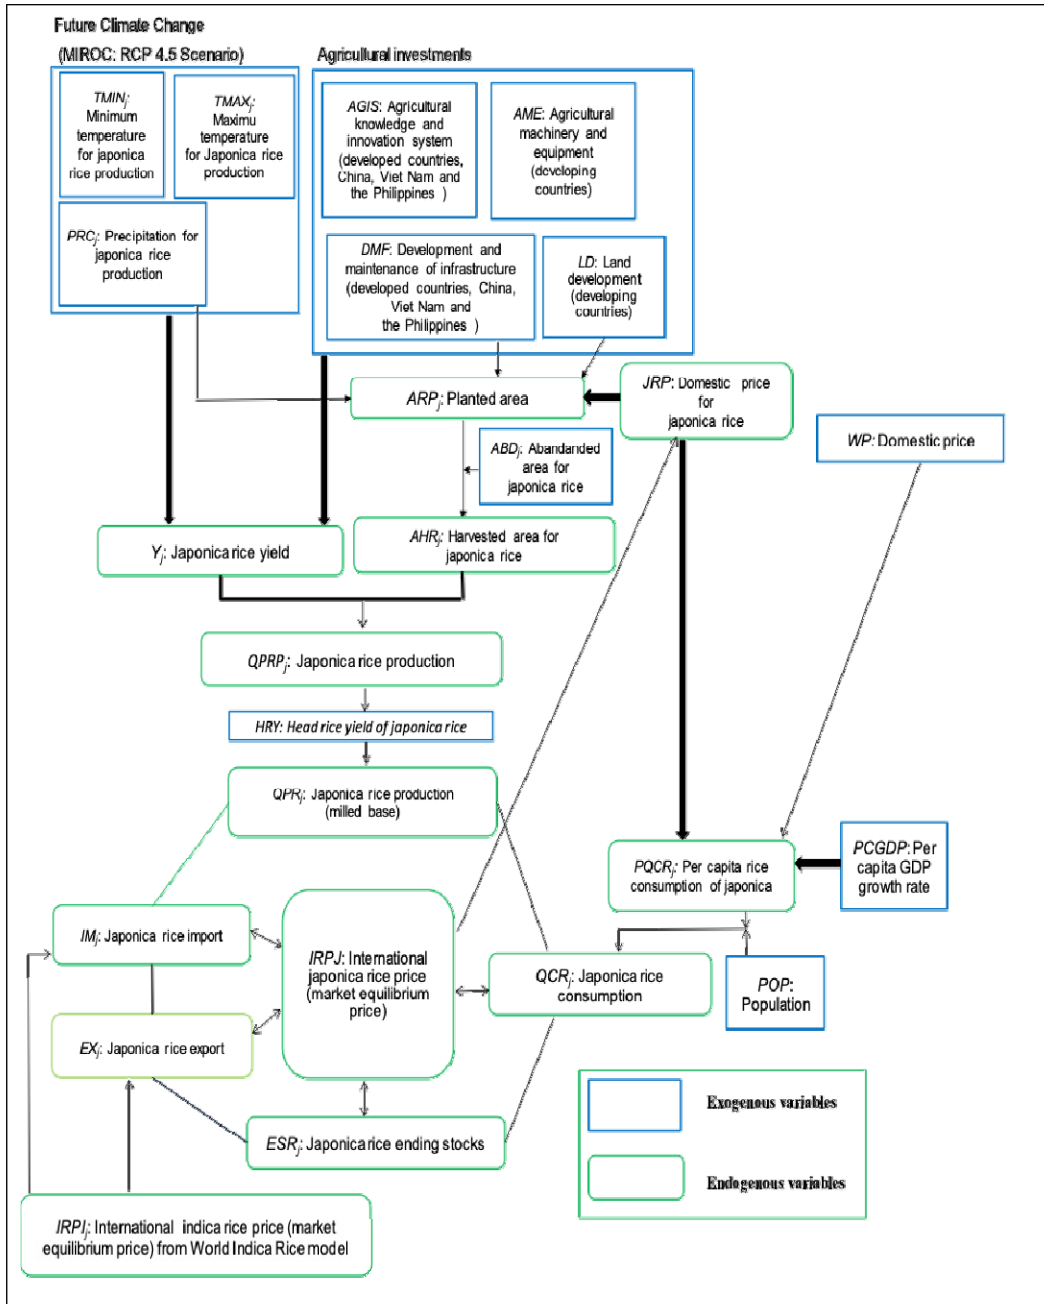 Future Climate Change
(MIROC: RCP 4.5 Scenario)
Agricultural investments
TMINj:
Minimum
temperature
for japonica
rice production
TMAXj:
Maximu
temperature
for Japonica rice
production
PRCj: Precipitation for
japonica rice
production
AGIS: Agricultural
knowledge and
innovation system
(developed countries,
China, Viet Nam and
the Philippines )
AME: Agricultural
machinery and
equipment
(developing
countries)
DMF: Development and
maintenance of infrastructure
(developed countries, China,
Viet Nam and
the Philippines )
LD: Land
development
(developing
countries)
ARPj: Planted area
JRP: Domestic price
for
japonica rice
WP: Domestic price
ABDj: Abandanded
area for
japonica rice
Yj: Japonica rice yield
AHRj: Harvested area for
japonica rice
QPRPj: Japonica rice production
HRY: Head rice yield of japonica rice
QPRj: Japonica rice production
(milled base)
PQCRj: Per capita rice
consumption of japonica
PCGDP: Per
capita GDP
growth rate
IMj: Japonica rice import
IRPJ: International
japonica rice price
(market equilibrium
price)
QCRj: Japonica rice
consumption
POP:
Population
EXj: Japonica rice export
ESRj: Japonica rice ending stocks
Exogenous variables
Endogenous variables
IRPIj: International indica rice price (market
equilibrium price) from World Indica Rice model